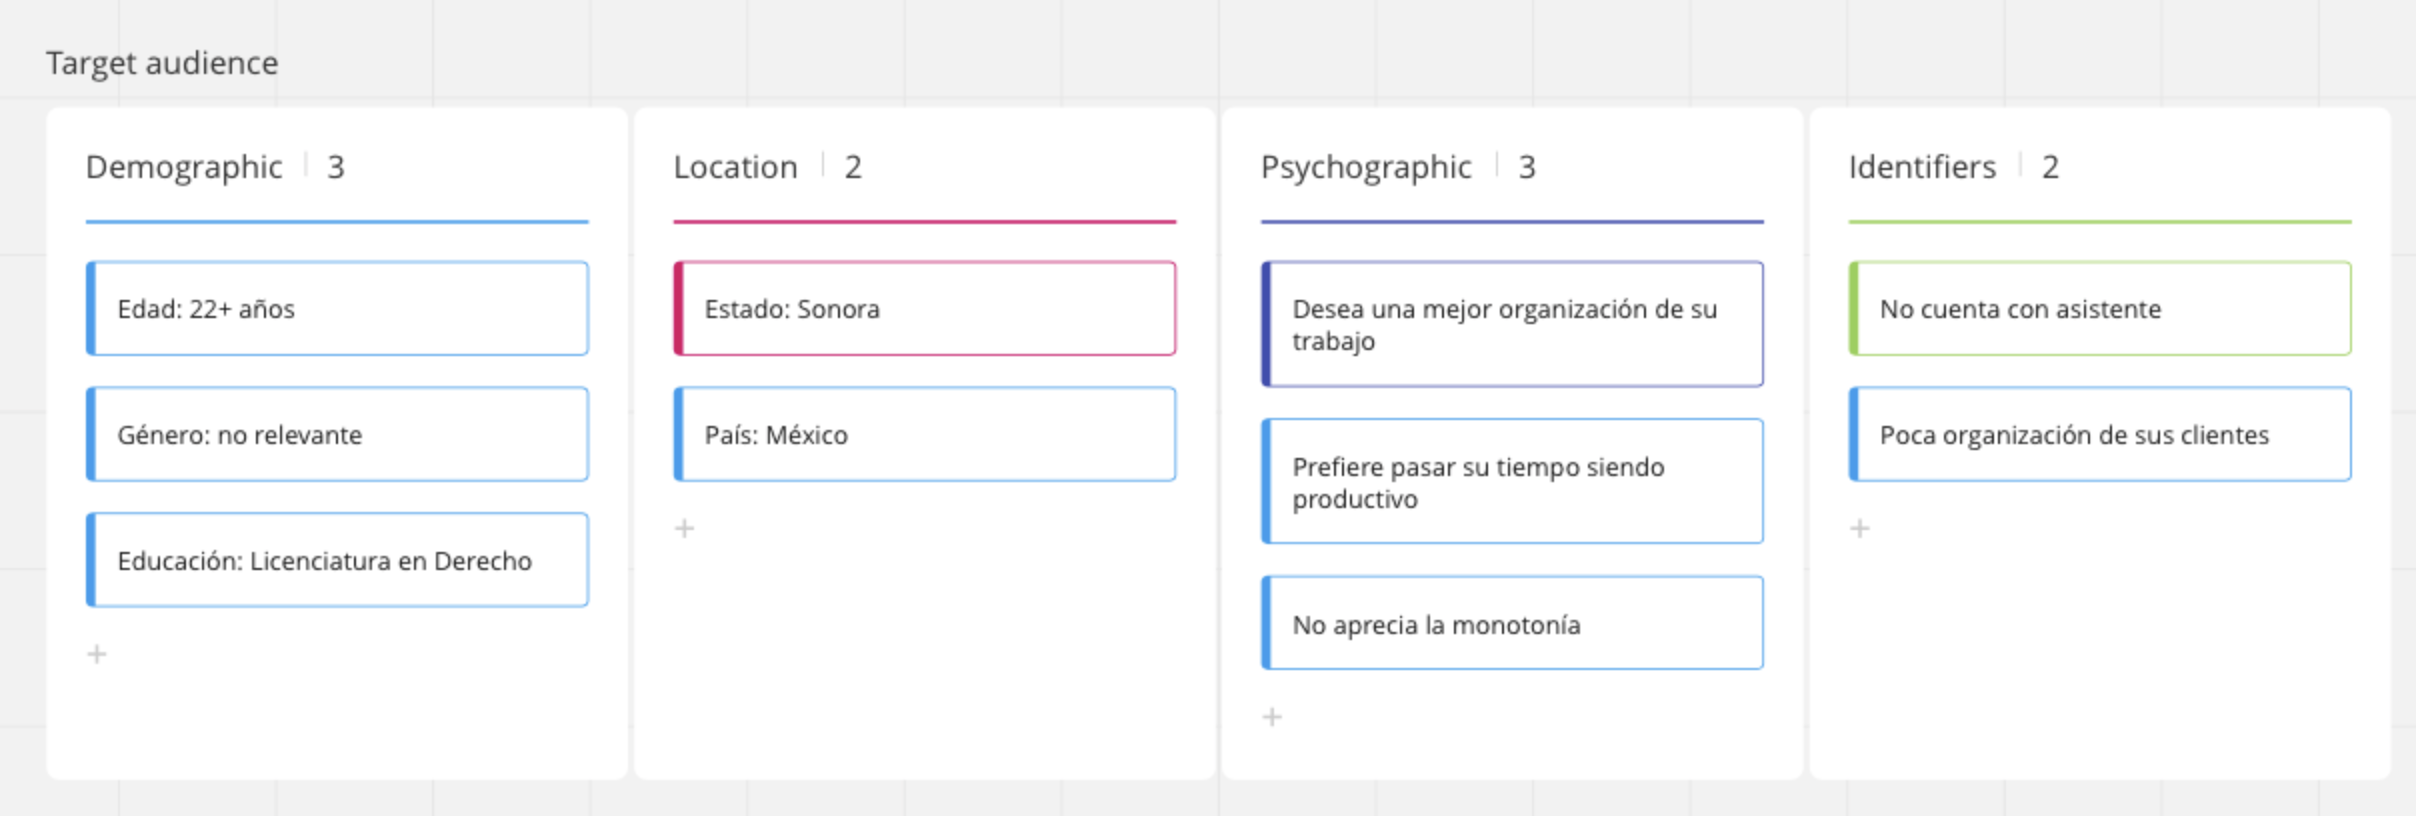 Target audience
Demographic 3
Edad: 22+ años
Género: no relevante
Educación: Licenciatura en Derecho
+
Location 2
Estado: Sonora
País: México
+
Psychographic 3
Desea una mejor organización de su
trabajo
Prefiere pasar su tiempo siendo
productivo
No aprecia la monotonía
+
Identifiers 2
No cuenta con asistente
Poca organización de sus clientes
+